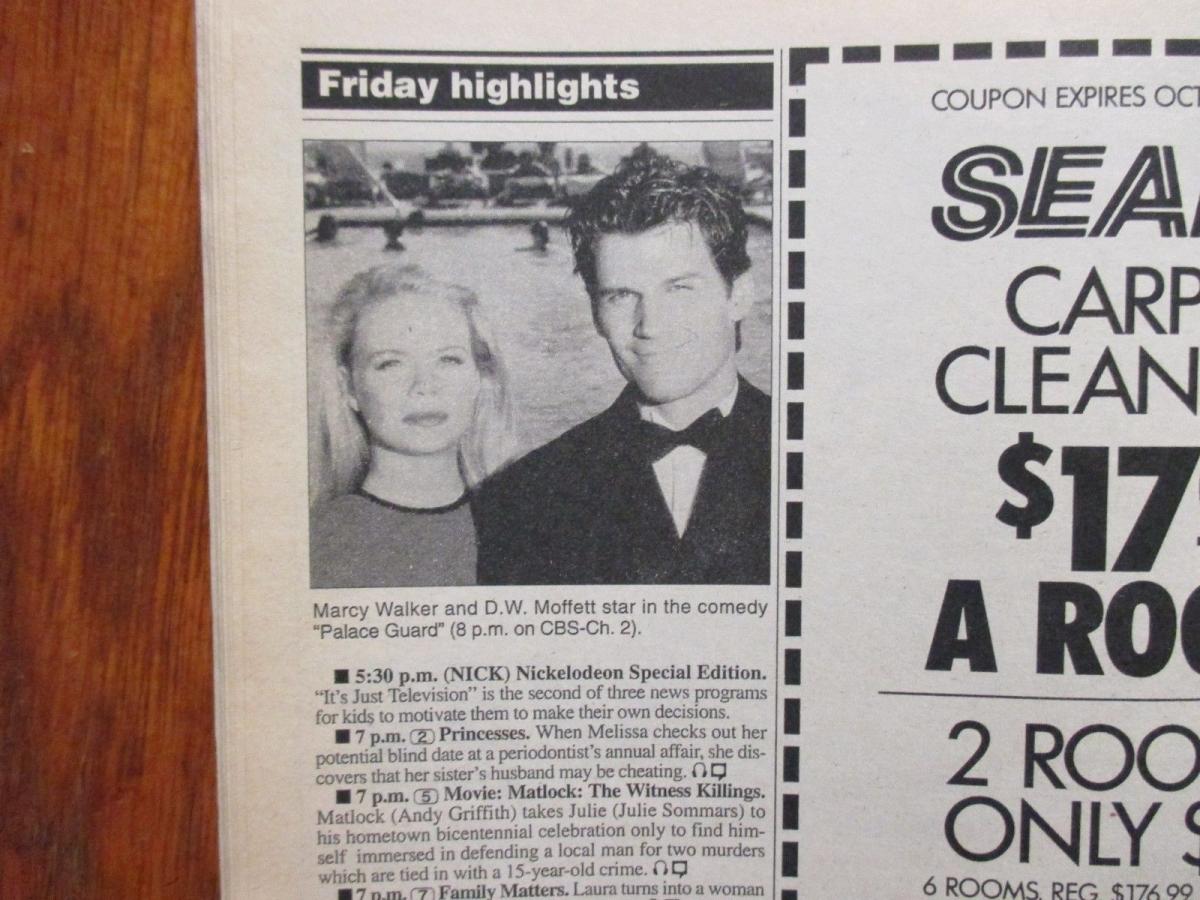 Friday highlights
Marcy Walker and D.W. Moffett star in the comedy
"Palace Guard" (8 p.m. on CBS-Ch. 2).
■ 5:30 p.m. (NICK) Nickelodeon Special Edition.
"It's Just Television" is the second of three news programs
for kids to motivate them to make their own decisions.
■ 7 p.m. 2 Princesses. When Melissa checks out her
potential blind date at a periodontist's annual affair, she dis-
covers that her sister's husband may be cheating.
■ 7 p.m. 5 Movie: Matlock: The Witness Killings.
Matlock (Andy Griffith) takes Julie (Julie Sommars) to
his hometown bicentennial celebration only to find him-
self immersed in defending a local man for two murders
which are tied in with a 15-year-old crime.
■ 7 p.m. 7 Family Matters. Laura turns into a woman
COUPON EXPIRES OCT
SEA
CARP
CLEAN
$17
A ROO
2 ROO
ONLY $
6 ROOMS, REG. $176.99